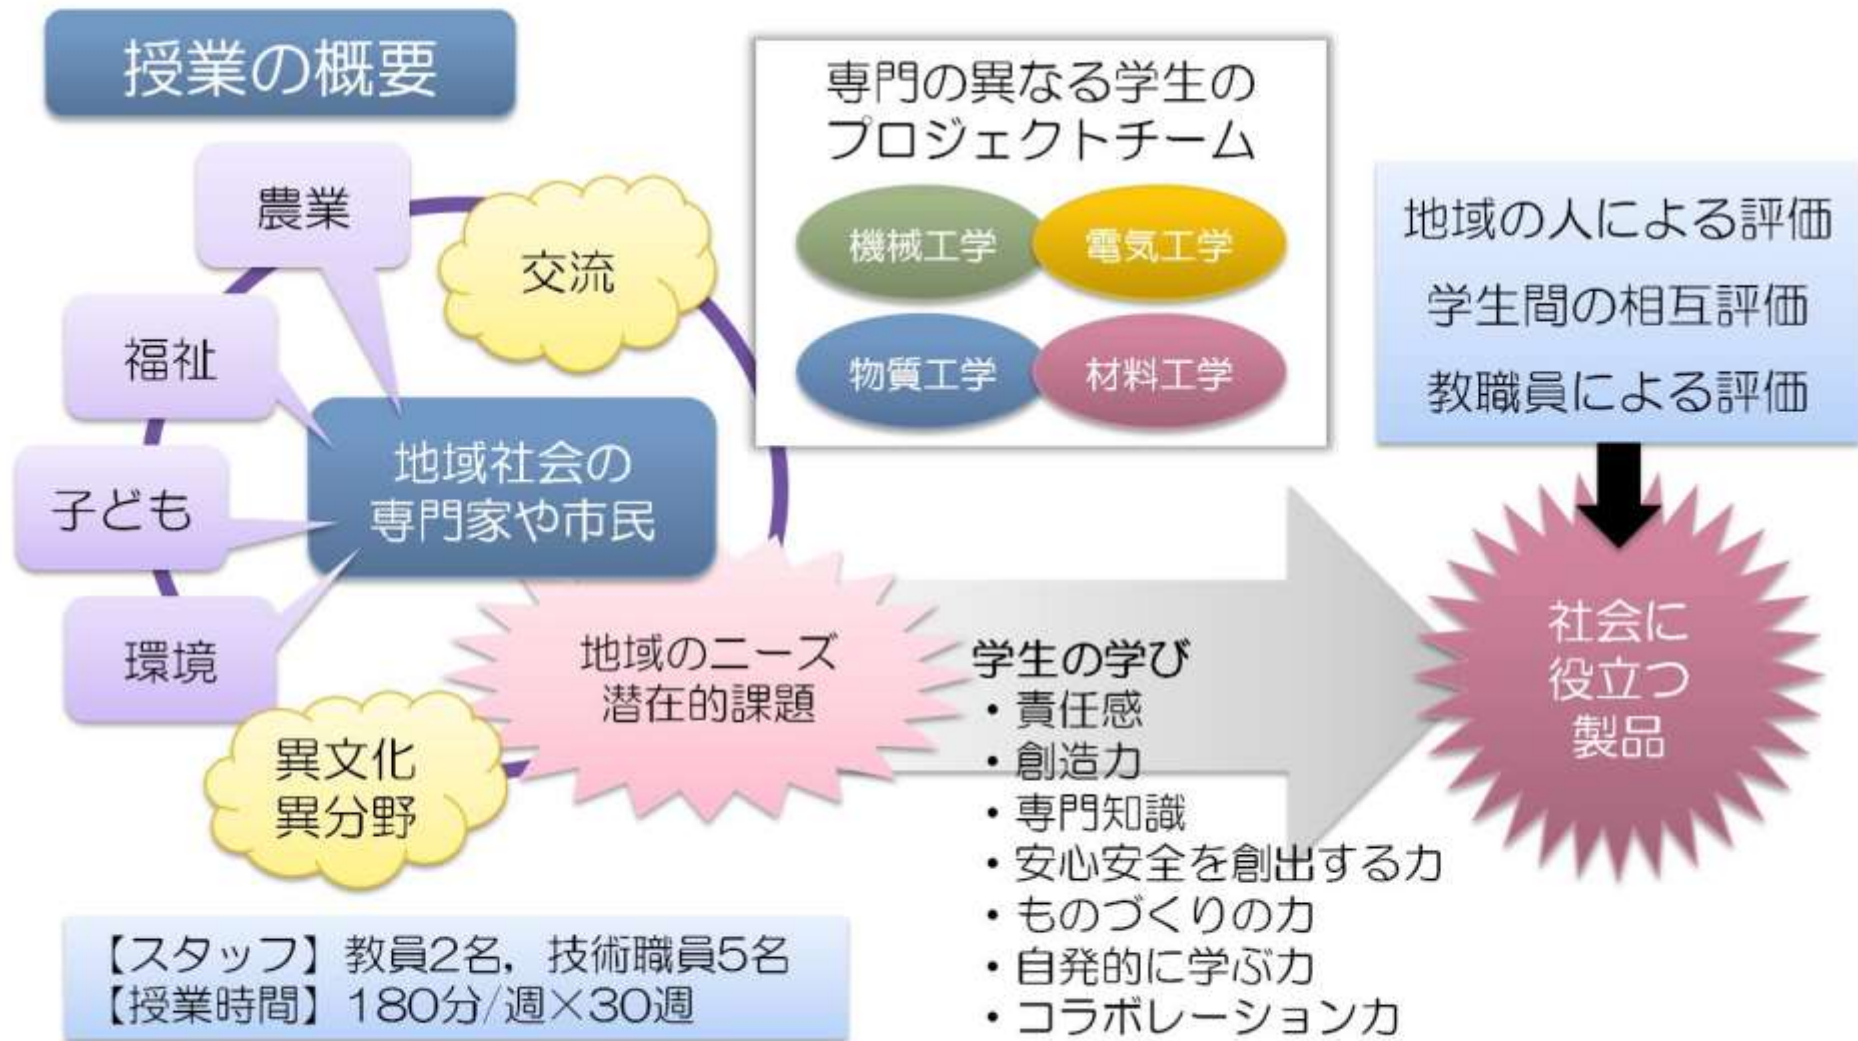 授業の概要
農業
福祉
子ども
環境
交流
地域社会の
専門家や市民
地域のニーズ
潜在的課題
異文化
異分野
専門の異なる学生の
プロジェクトチーム
機械工学
電気工学
物質工学
材料工学
地域の人による評価
学生間の相互評価
教職員による評価
社会に
役立つ
製品
学生の学び
・責任感
・創造力
・専門知識
・安心安全を創出する力
・ものづくりの力
・自発的に学ぶ力
・コラボレーション力
【スタッフ】教員2名，技術職員5名
【授業時間】180分/週×30週